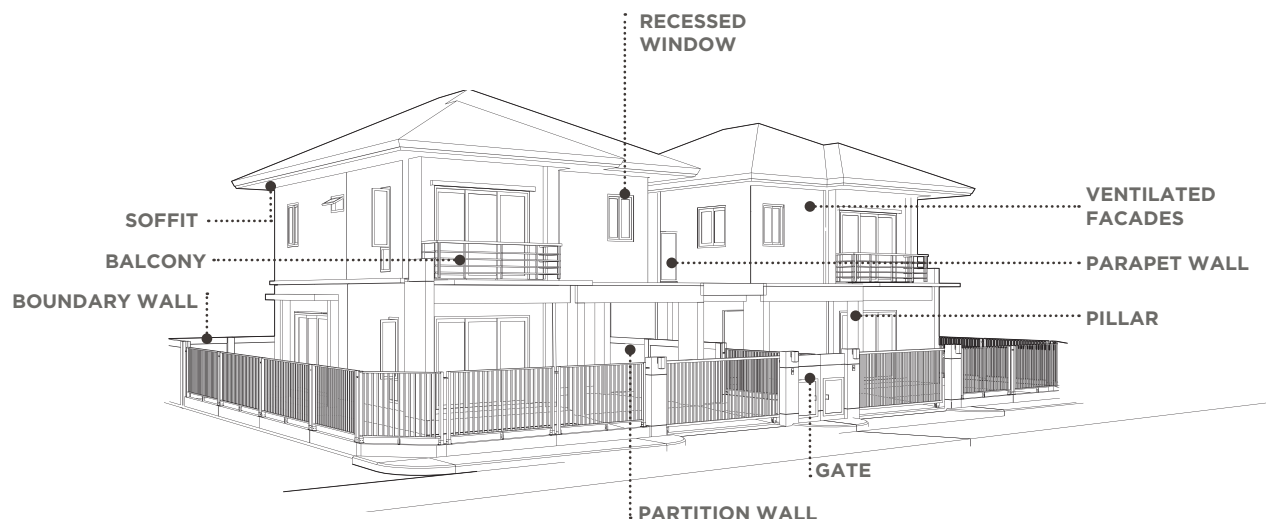 RECESSED
WINDOW
SOFFIT
BALCONY
BOUNDARY WALL
VENTILATED
FACADES
PARAPET WALL
PILLAR
GATE
PARTITION WALL